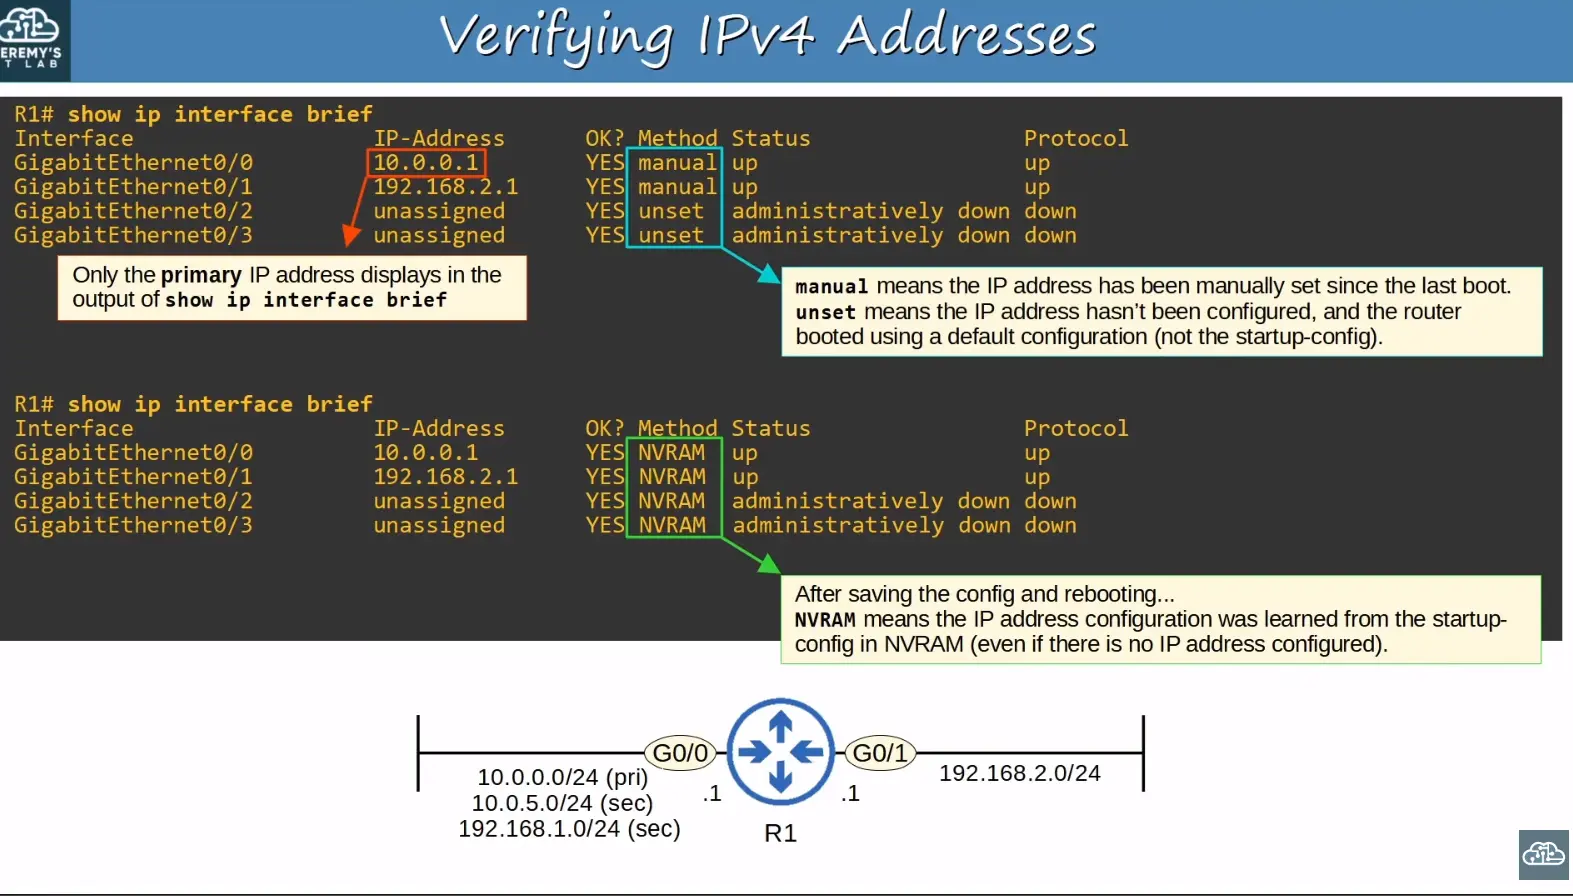 Verifying IPv4 Addresses
EREMY'S
T LAB
R1# show ip interface brief
Interface IP-Address OK? Method Status Protocol
GigabitEthernet0/0 10.0.0.1 YES manual up up
GigabitEthernet0/1 192.168.2.1 YES manual up up
GigabitEthernet0/2 unassigned YES unset administratively down down
GigabitEthernet0/3 unassigned YES unset administratively down down
Only the primary IP address displays in the
output of show ip interface brief
manual means the IP address has been manually set since the last boot.
unset means the IP address hasn't been configured, and the router
booted using a default configuration (not the startup-config).
R1# show ip interface brief
Interface IP-Address OK? Method Status Protocol
GigabitEthernet0/0 10.0.0.1 YES NVRAM up up
GigabitEthernet0/1 192.168.2.1 YES NVRAM up up
GigabitEthernet0/2 unassigned YES NVRAM administratively down down
GigabitEthernet0/3 unassigned YES NVRAM administratively down down
After saving the config and rebooting...
NVRAM means the IP address configuration was learned from the startup-
config in NVRAM (even if there is no IP address configured).
G0/0 G0/1
10.0.0.0/24 (pri)
10.0.5.0/24 (sec)
192.168.1.0/24 (sec)
.1 .1
192.168.2.0/24
R1